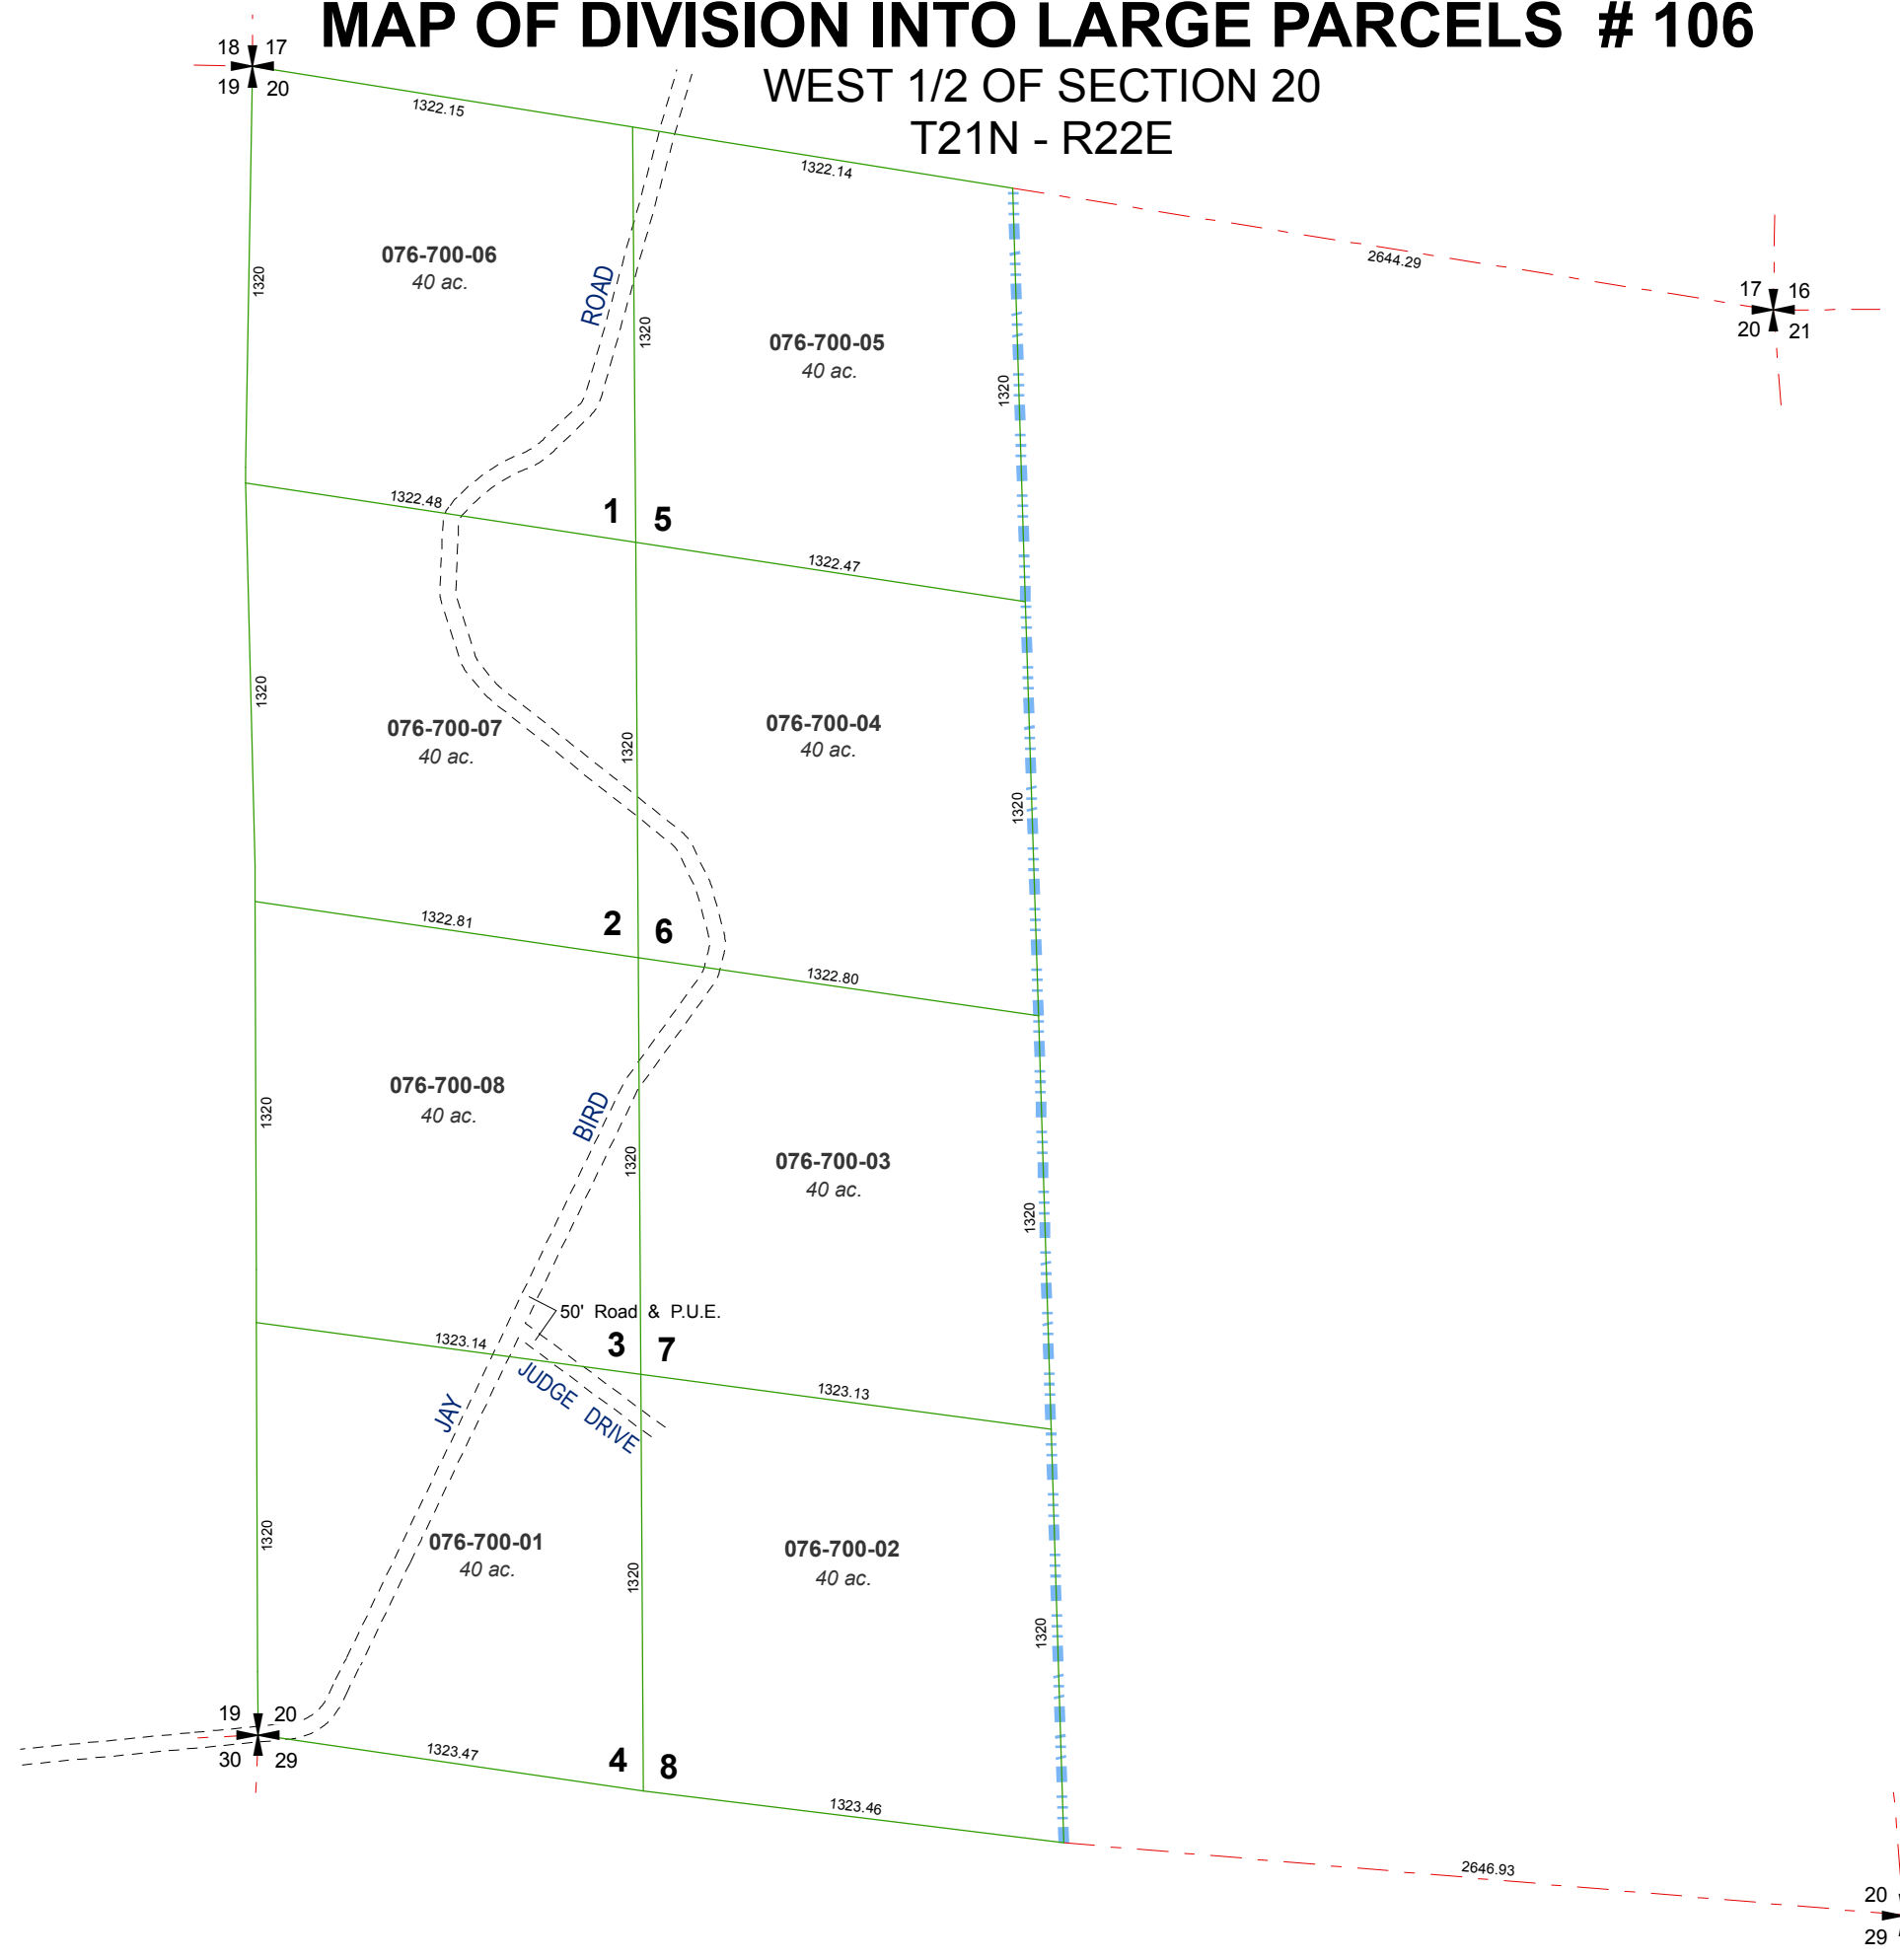 MAP OF DIVISION INTO LARGE PARCELS # 106
WEST 1/2 OF SECTION 20
T21N - R22E
18 17
19 20
1322.15
1322.14
2644.29
17 16
20 21
076-700-06
40 ac.
1320
ROAD
1320
076-700-05
40 ac.
1320
1322.48
1 5
1322.47
1320
076-700-07
40 ac.
1320
076-700-04
40 ac.
1320
1322.81
2 6
1322.80
076-700-08
40 ac.
1320
BIRD
1320
076-700-03
40 ac.
1320
50' Road & P.U.E.
1323.14
3 7
1323.13
JUDGE DRIVE
JAY
1320
076-700-01
40 ac.
1320
076-700-02
40 ac.
1320
19 20
30 29
1323.47
4 8
1323.46
2646.93
20
29